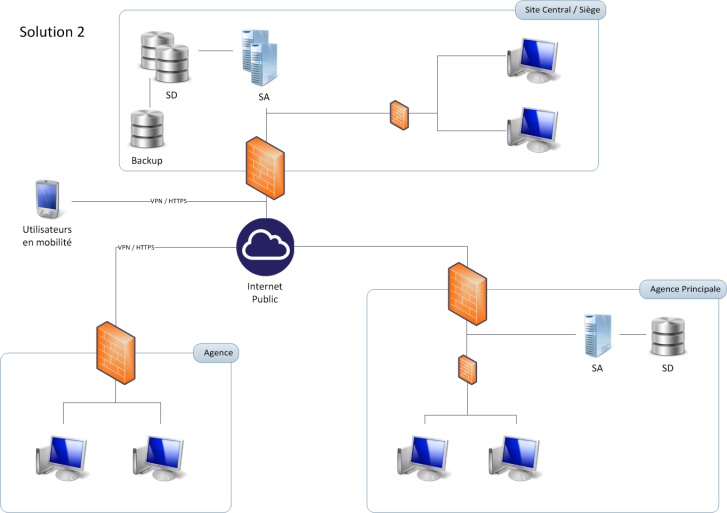 Site Central / Siège
Solution 2
SD
SA
Backup
VPN / HTTPS
Utilisateurs
en mobilité
VPN / HTTPS
Internet
Public
Agence Principale
Agence
SA
SD